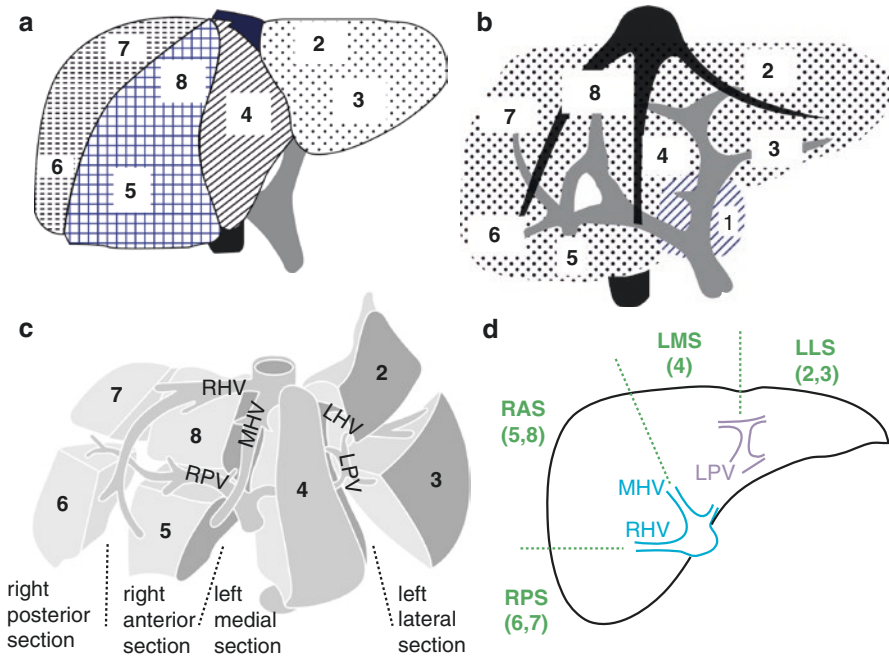 a
7
2
8
4
3
6
5
b
2
8
7
4
3
6
1
5
c
2
7
RHV
LHV
MHV
8
RPV
LPV
6
4
3
5
right
posterior
section
right
anterior
section
left
medial
section
left
lateral
section
d
LMS
(4)
LLS
(2,3)
RAS
(5,8)
LPV
MHV
RHV
RPS
(6,7)